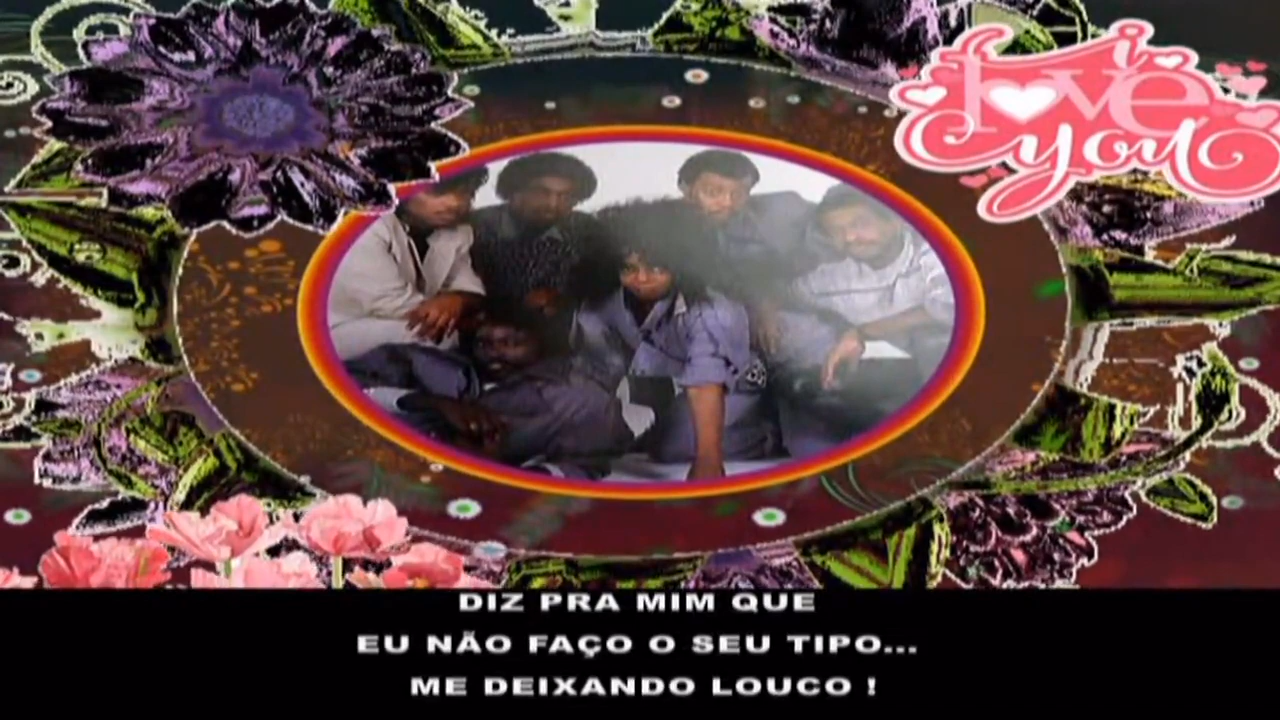 i
love
you
DIZ PRA MIM QUE
EU NÃO FAÇO O SEU TIPO...
ME DEIXANDO LOUCO !